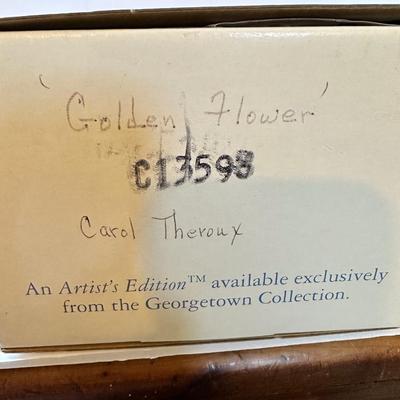 'Golden Flower'
C13598
Carol Theroux
An Artist's Edition™ available exclusively
from the Georgetown Collection.